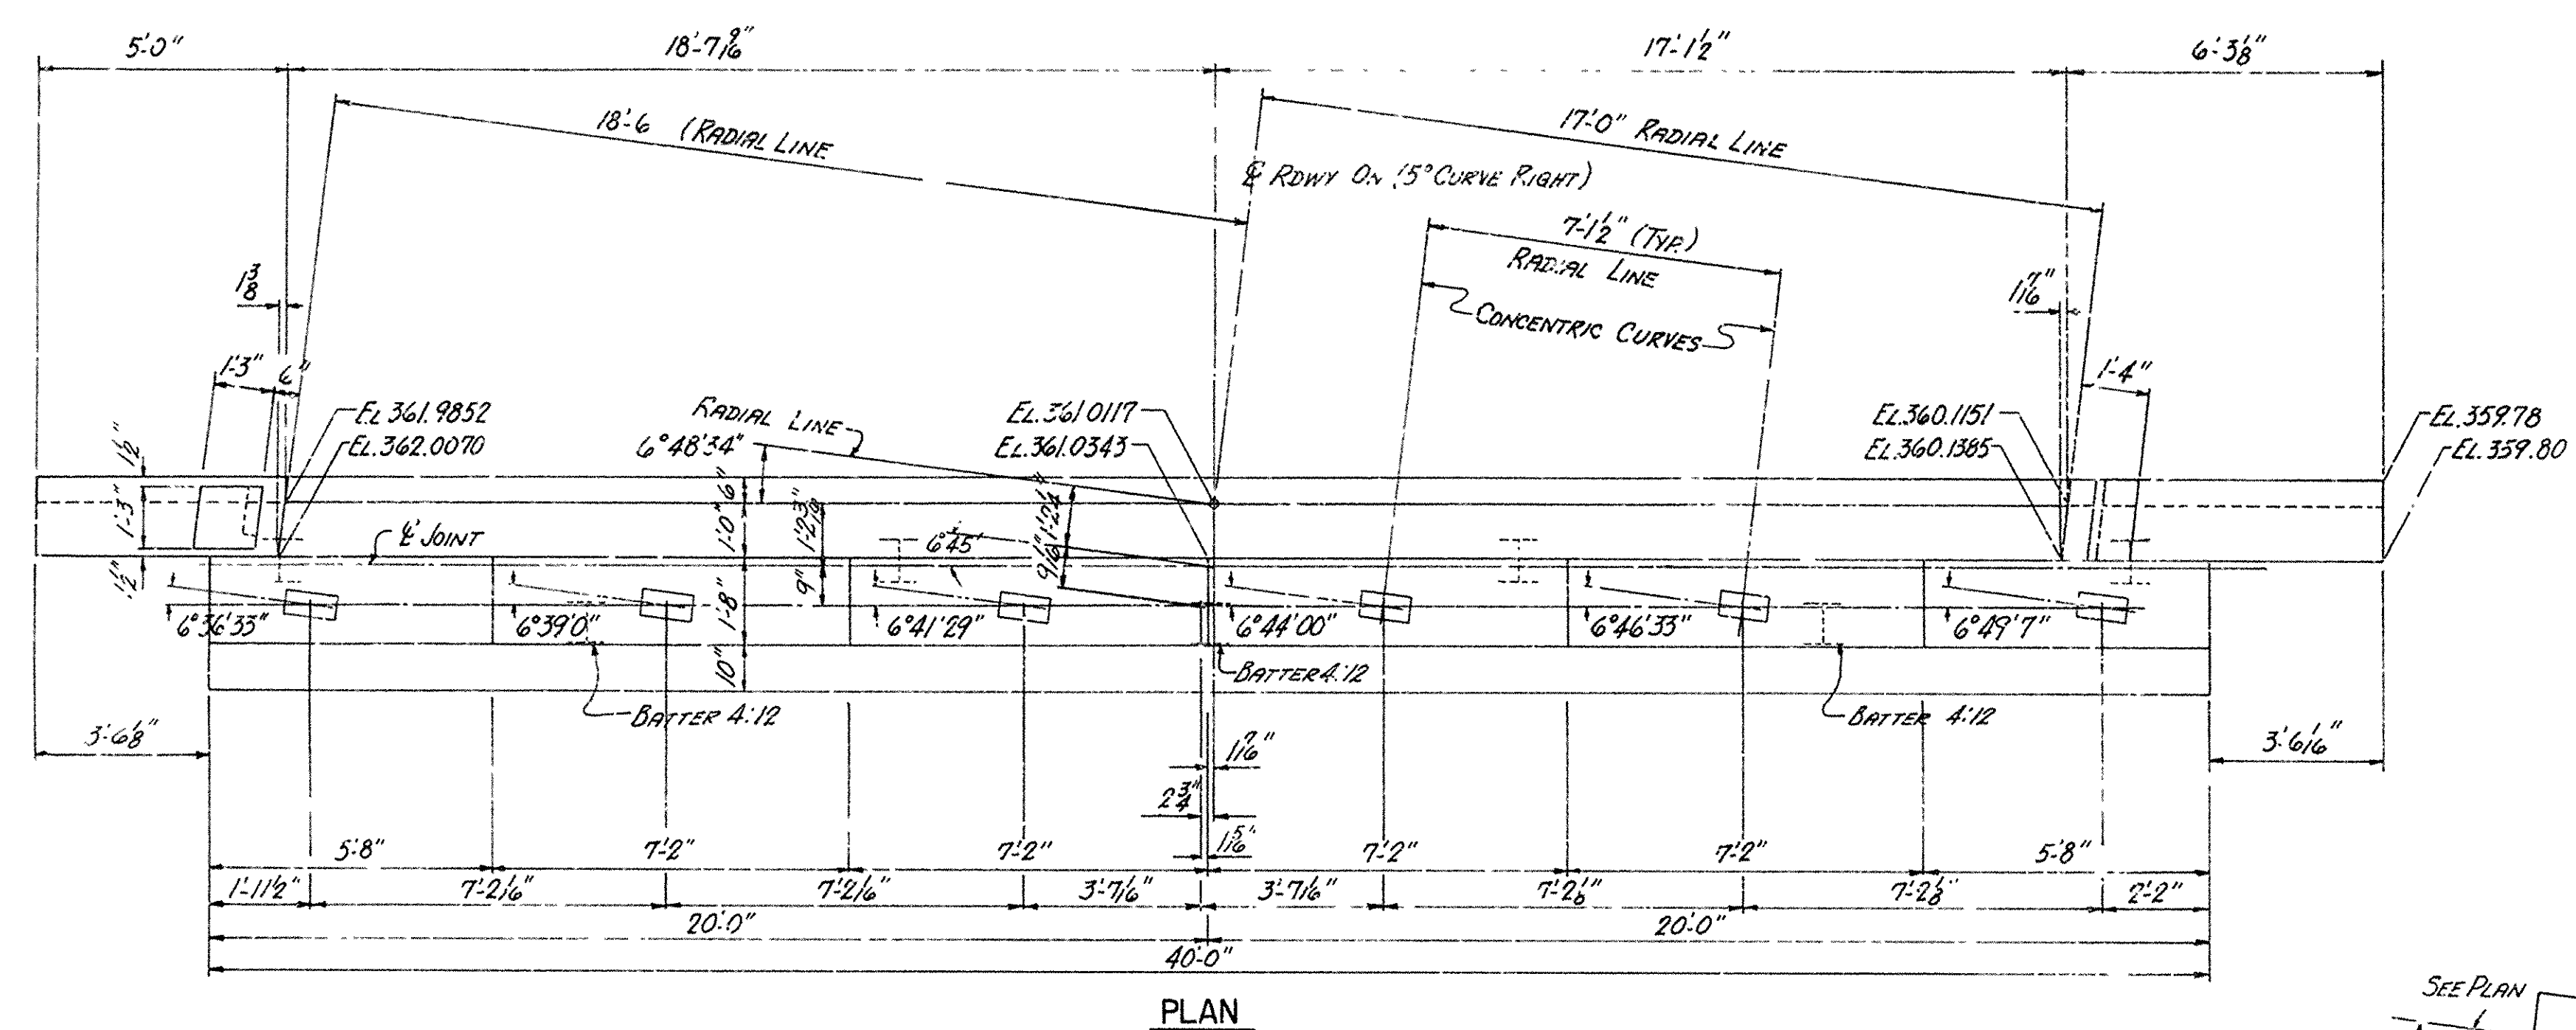 5'-0"
18'-7 9/16"
17'-1 1/2"
6'-3 1/8"
18'-6 (RADIAL LINE
17'-0" RADIAL LINE
℄ RDWY ON (5° CURVE RIGHT)
7'-1 1/2" (TYP.)
RADIAL LINE
CONCENTRIC CURVES
1 3/8
1 7/16"
1'-3"
6"
1'-4"
EL 361.9852
EL.362.0070
RADIAL LINE
6°48'34"
EL.361.0117
EL.361.0343
EL.360.1151
EL.360.1385
EL.359.78
EL.359.80
1 1/2"
1'-3"
1 1/2"
℄ JOINT
6"
1'-0"
1'-8"
10"
1'-2 3/16"
9"
6°45'
6°36'33"
6°39'0"
6°41'29"
6°44'00"
6°46'33"
6°49'7"
BATTER 4:12
BATTER 4:12
BATTER 4:12
3'-6 1/8"
3'-6 1/16"
1 7/16"
2 3/4"
1 5/16"
5'-8"
7'-2"
7'-2"
7'-2"
7'-2"
5'-8"
1'-11 1/2"
7'-2 1/16"
7'-2 1/16"
3'-7 1/16"
3'-7 1/16"
7'-2 1/8"
7'-2 1/8"
2'-2"
20'-0"
20'-0"
40'-0"
PLAN
SEE PLAN